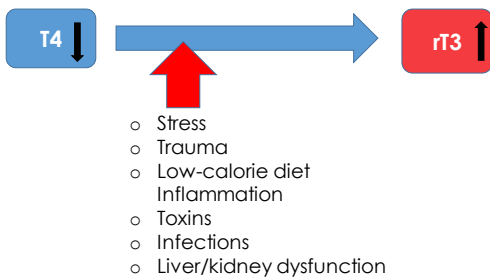 T4
rT3
o Stress
o Trauma
o Low-calorie diet
Inflammation
o Toxins
o Infections
o Liver/kidney dysfunction